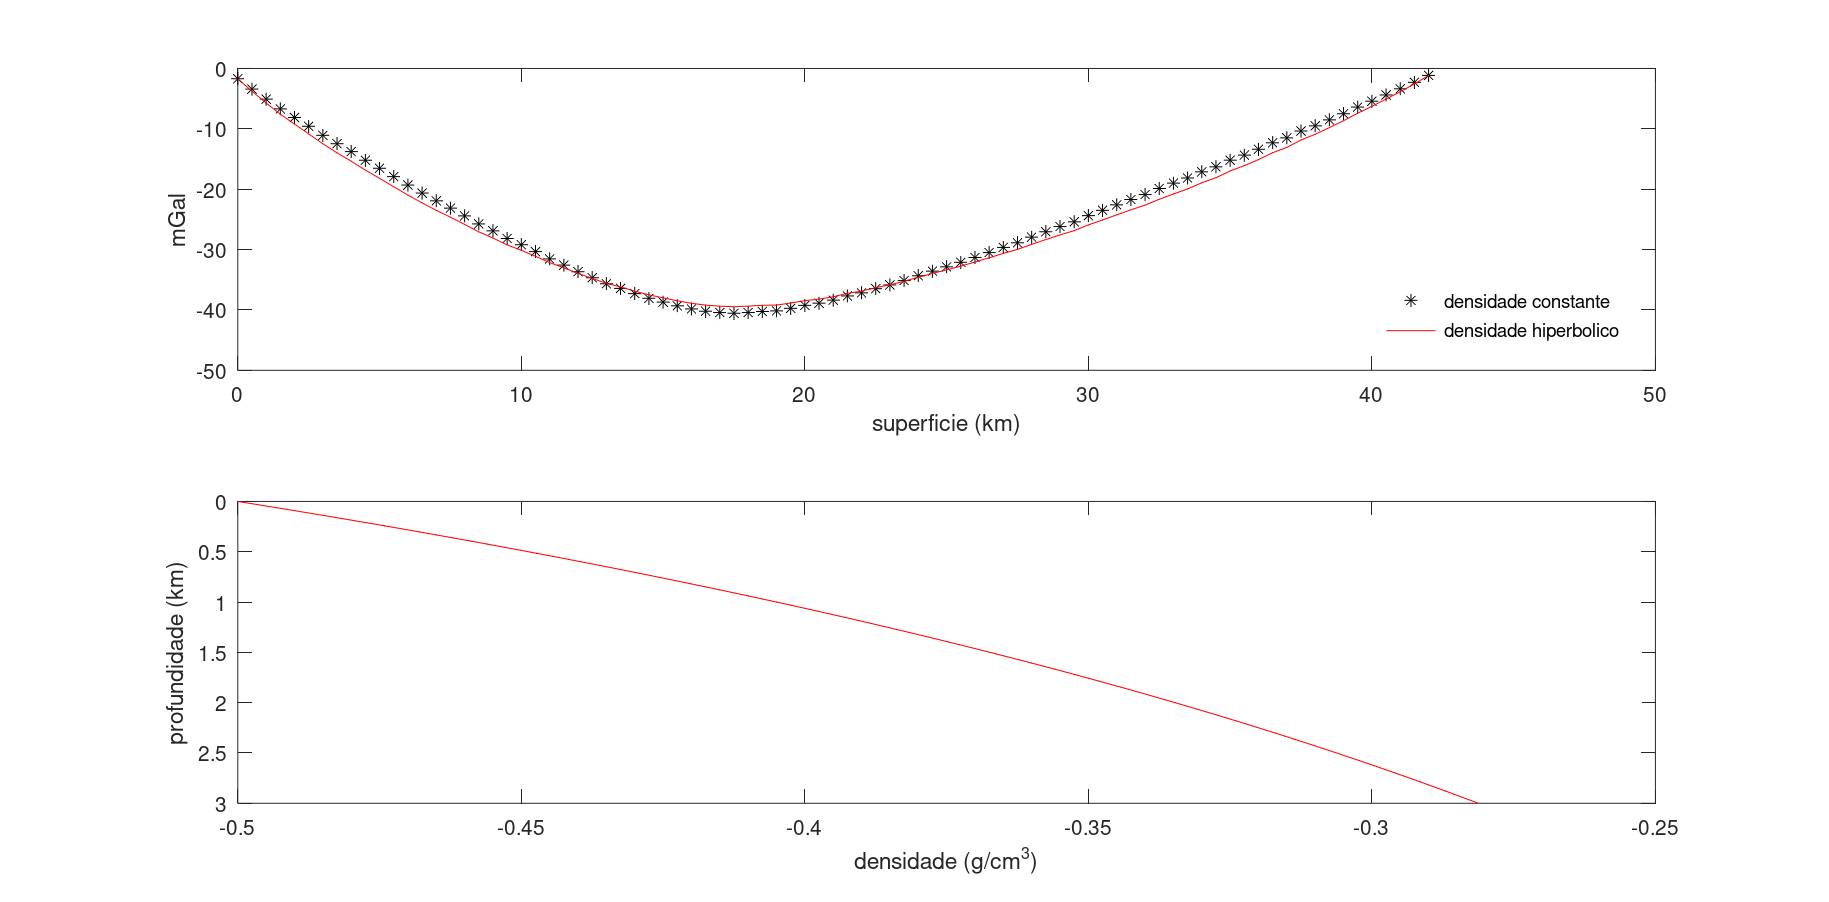 0
-10
-20
-30
-40
-50
mGal
0 10 20 30 40 50
superficie (km)
densidade constante
densidade hiperbolico
0
0.5
1
1.5
2
2.5
3
profundidade (km)
-0.5 -0.45 -0.4 -0.35 -0.3 -0.25
densidade (g/cm³)